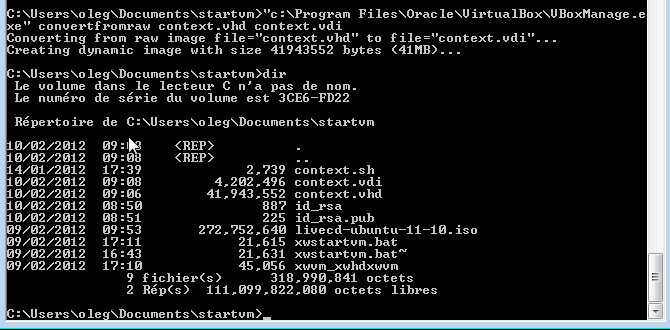 C:\Users\oleg\Documents\startvm>"c:\Program Files\Oracle\VirtualBox\VBoxManage.e
xe" convertfromraw context.vhd context.vdi
Converting from raw image file="context.vhd" to file="context.vdi"...
Creating dynamic image with size 41943552 bytes (41MB)...
C:\Users\oleg\Documents\startvm>dir
Le volume dans le lecteur C n'a pas de nom.
Le numéro de série du volume est 3CE6-FD22
Répertoire de C:\Users\oleg\Documents\startvm
10/02/2012 09:08 <REP> .
10/02/2012 09:08 <REP> ..
14/01/2012 17:39 2,739 context.sh
10/02/2012 09:08 4,202,496 context.vdi
10/02/2012 09:06 41,943,552 context.vhd
10/02/2012 08:50 887 id_rsa
10/02/2012 08:51 225 id_rsa.pub
09/02/2012 09:53 272,752,640 livecd-ubuntu-11-10.iso
09/02/2012 17:11 21,615 xwstartvm.bat
09/02/2012 16:43 21,631 xwstartvm.bat~
09/02/2012 17:10 45,056 xwvm_xwhdxwvm
9 fichier(s) 318,990,841 octets
2 Rép(s) 111,099,822,080 octets libres
C:\Users\oleg\Documents\startvm>_